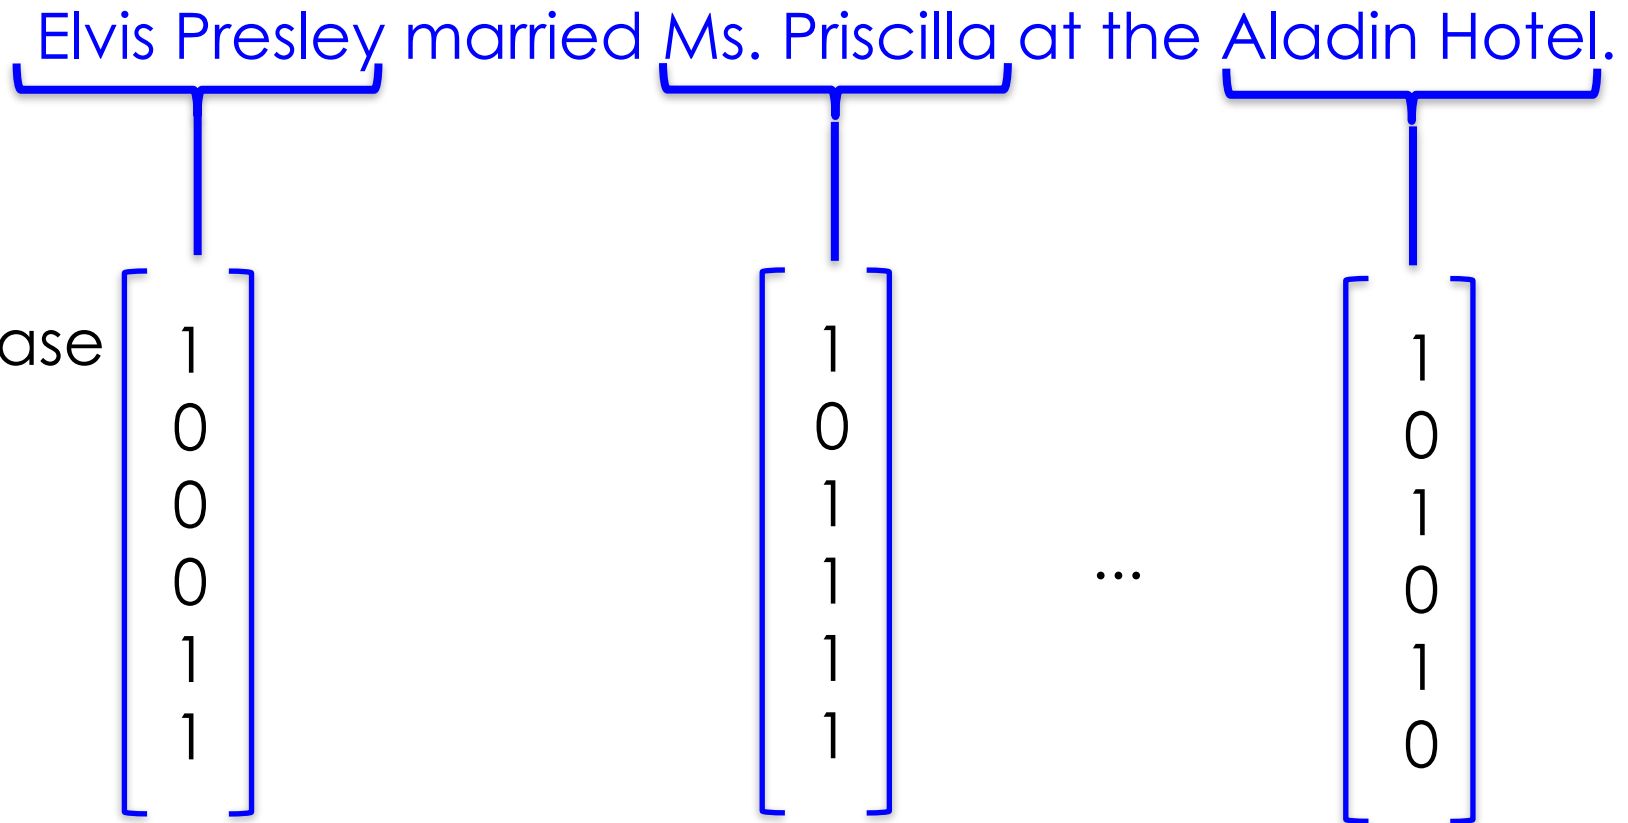 Elvis Presley married Ms. Priscilla at the Aladin Hotel.
ase 1 1 1
0 0 0
0 1 1
0 1 ... 0
1 1 1
1 1 0